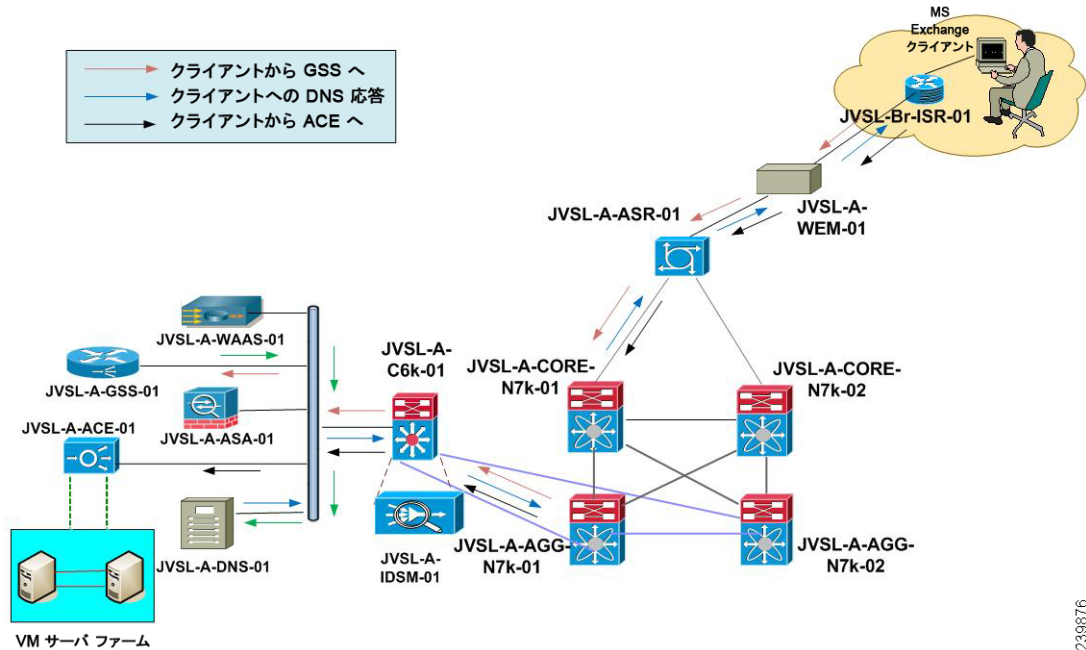 MS
Exchange
クライアント
JVSL-Br-ISR-01
クライアントから GSS へ
クライアントへの DNS 応答
クライアントから ACE へ
JVSL-A-
WEM-01
JVSL-A-ASR-01
JVSL-A-WAAS-01
JVSL-A-GSS-01
JVSL-A-ASA-01
JVSL-A-ACE-01
JVSL-A-DNS-01
VM サーバ ファーム
JVSL-A-
C6k-01
JVSL-A-
IDSM-01
JVSL-A-CORE-
N7k-01
JVSL-A-CORE-
N7k-02
JVSL-A-AGG-
N7k-01
JVSL-A-AGG-
N7k-02
239876